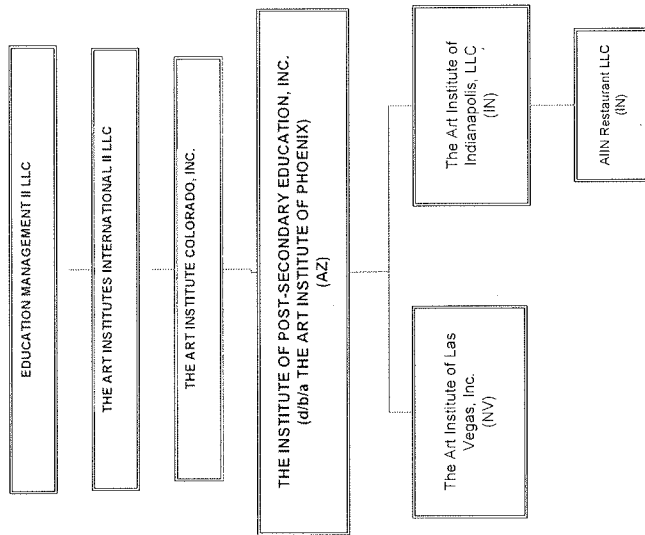 EDUCATION MANAGEMENT II LLC
THE ART INSTITUTES INTERNATIONAL II LLC
THE ART INSTITUTE COLORADO, INC.
THE INSTITUTE OF POST-SECONDARY EDUCATION, INC.
(d/b/a THE ART INSTITUTE OF PHOENIX)
(AZ)
The Art Institute of Las
Vegas, Inc.
(NV)
The Art Institute of
Indianapolis, LLC
(IN)
AIIN Restaurant LLC
(IN)